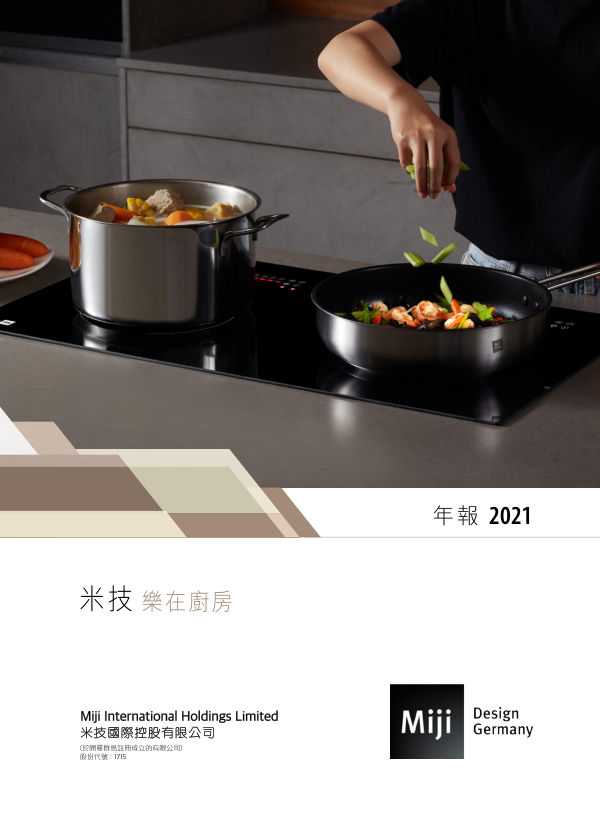 年報 2021
米技 樂在廚房
Miji International Holdings Limited
米技國際控股有限公司
(於開曼群島註冊成立的有限公司)
股份代號：1715
Miji
Design
Germany